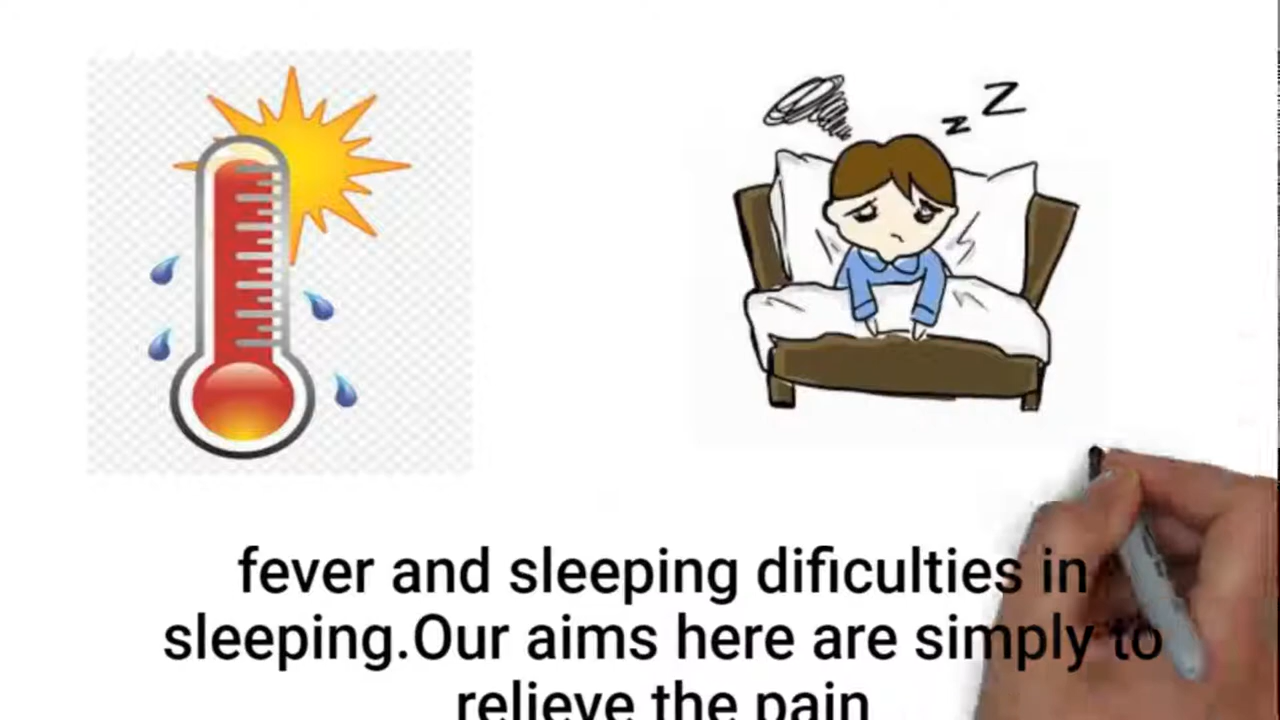 z Z
fever and sleeping dificulties in
sleeping.Our aims here are simply to
relieve the pain